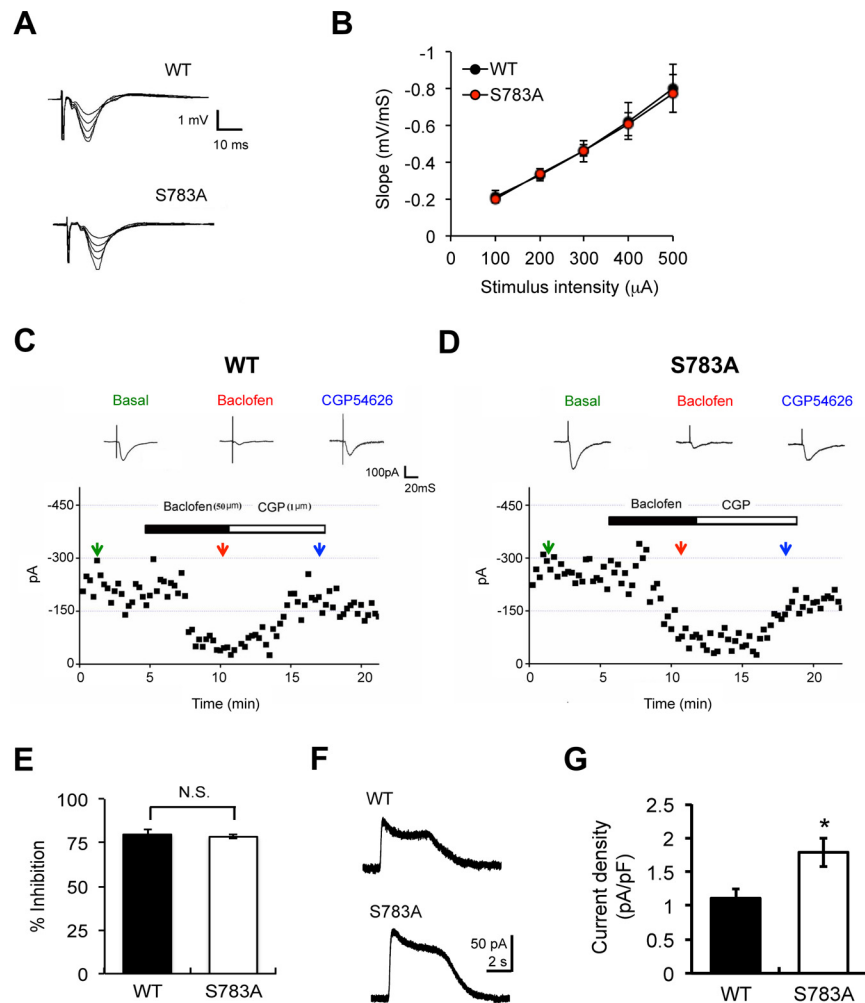 A
WT
1 mV
10 ms
S783A
B
WT
S783A
Slope (mV/mS)
-1
-0.8
-0.6
-0.4
-0.2
0
0 100 200 300 400 500
Stimulus intensity (µA)
C
WT
Basal Baclofen CGP54626
100pA
20mS
Baclofen(50 µm) CGP (1 µm)
pA
-450
-300
-150
0
0 5 10 15 20
Time (min)
D
S783A
Basal Baclofen CGP54626
Baclofen CGP
-450
-300
-150
0
0 5 10 15 20
Time (min)
E
N.S.
% Inhibition
100
75
50
25
0
WT S783A
F
WT
S783A
50 pA
2 s
G
*
Current density
(pA/pF)
2.5
2
1.5
1
0.5
0
WT S783A